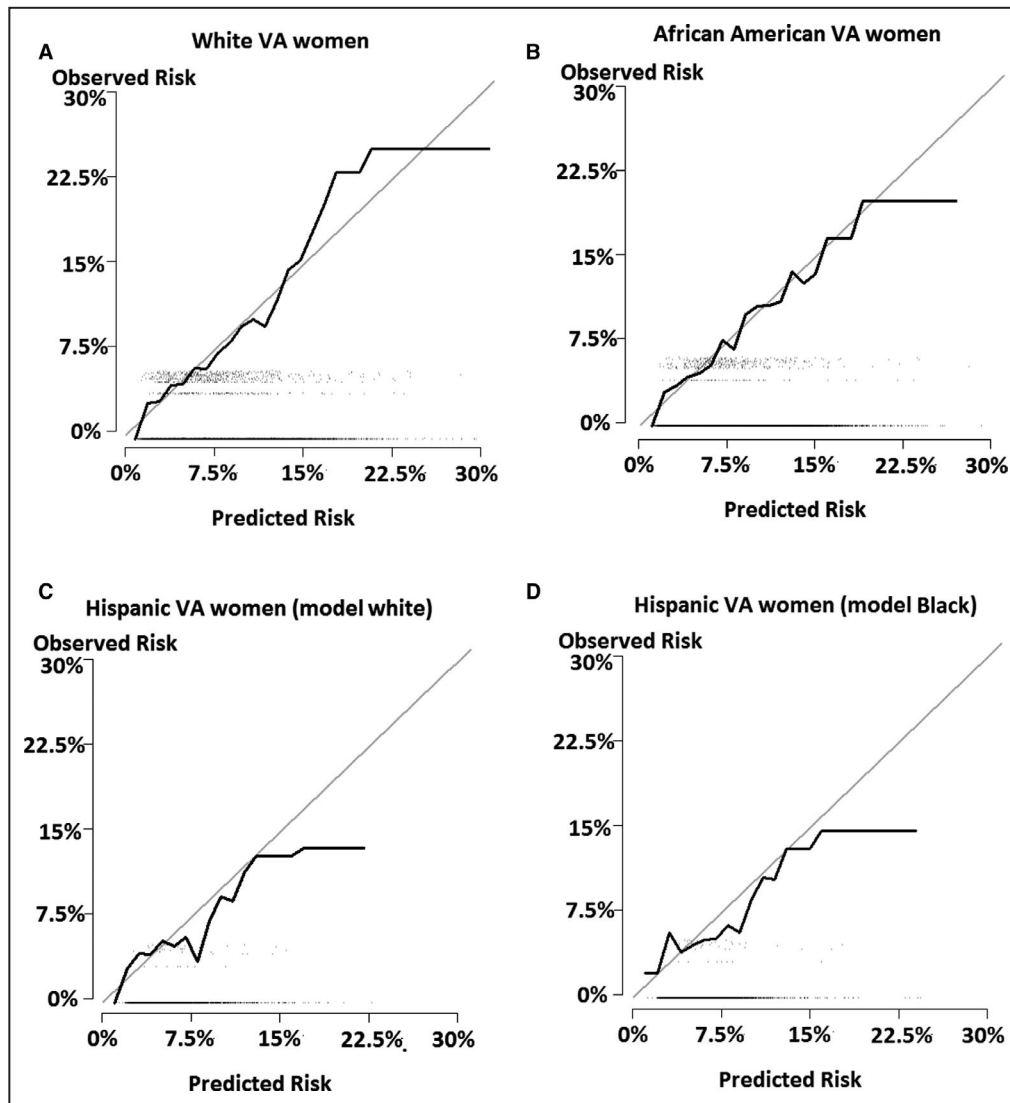 A
White VA women
Observed Risk
30%
22.5%
15%
7.5%
0%
0% 7.5% 15% 22.5% 30%
Predicted Risk
B
African American VA women
Observed Risk
30%
22.5%
15%
7.5%
0%
0% 7.5% 15% 22.5% 30%
Predicted Risk
C
Hispanic VA women (model white)
Observed Risk
30%
22.5%
15%
7.5%
0%
0% 7.5% 15% 22.5% 30%
Predicted Risk
D
Hispanic VA women (model Black)
Observed Risk
30%
22.5%
15%
7.5%
0%
0% 7.5% 15% 22.5% 30%
Predicted Risk